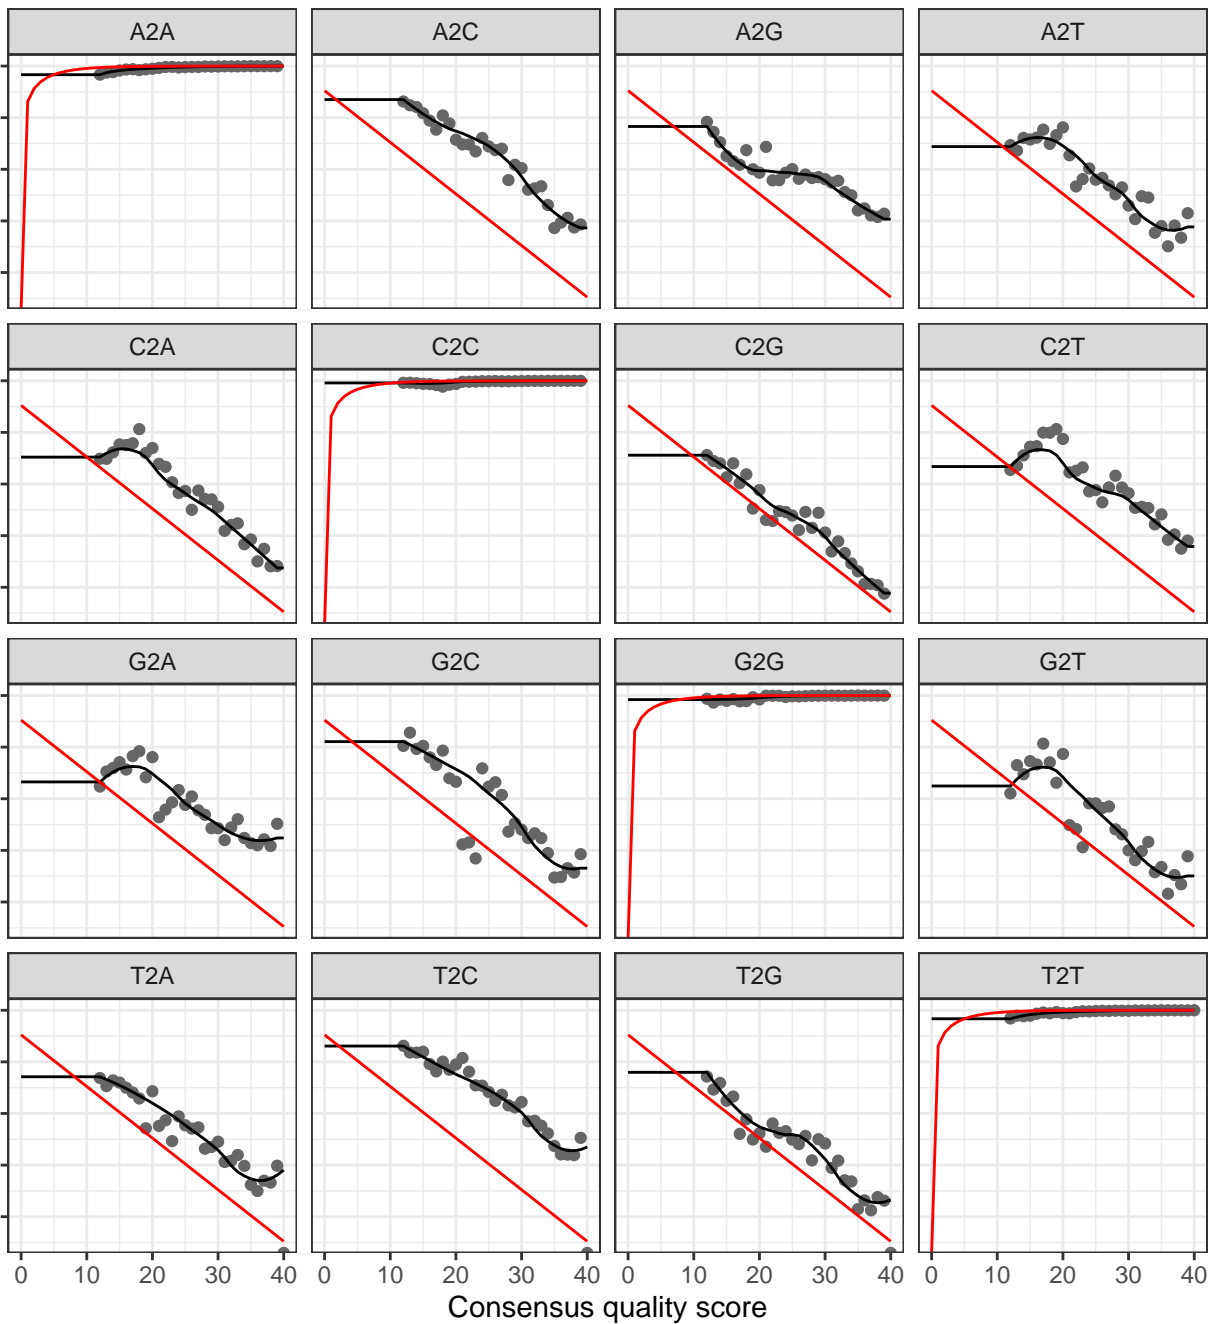 A2A A2C A2G A2T
C2A C2C C2G C2T
G2A G2C G2G G2T
T2A T2C T2G T2T
0 10 20 30 40 0 10 20 30 40 0 10 20 30 40 0 10 20 30 40
Consensus quality score